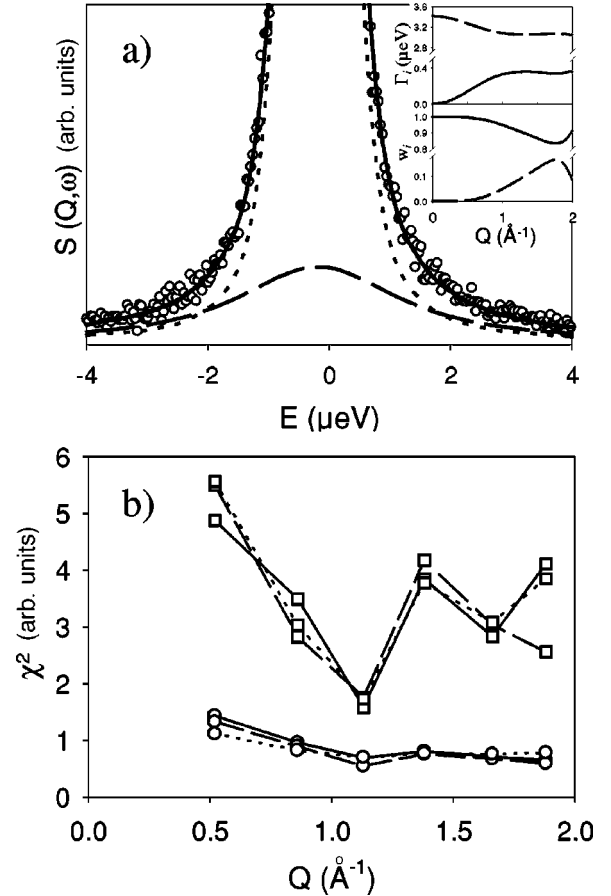 a)
S (Q,ω) (arb. units)
-4 -2 0 2 4
E (μeV)
3.6
3.2
2.8
0.4
0.0
Γi (μeV)
1.0
0.9
0.8
0.1
0.0
wi
0 1 2
Q (Å-1)
b)
6
5
4
3
2
1
0
χ2 (arb. units)
0.0 0.5 1.0 1.5 2.0
Q (Å-1)